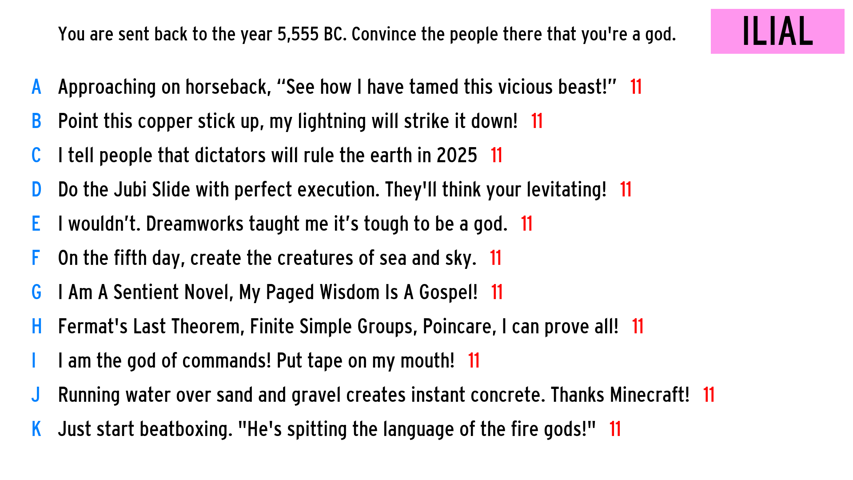 You are sent back to the year 5,555 BC. Convince the people there that you're a god.
ILIAL
A Approaching on horseback, “See how I have tamed this vicious beast!” 11
B Point this copper stick up, my lightning will strike it down! 11
C I tell people that dictators will rule the earth in 2025 11
D Do the Jubi Slide with perfect execution. They'll think your levitating! 11
E I wouldn’t. Dreamworks taught me it’s tough to be a god. 11
F On the fifth day, create the creatures of sea and sky. 11
G I Am A Sentient Novel, My Paged Wisdom Is A Gospel! 11
H Fermat's Last Theorem, Finite Simple Groups, Poincare, I can prove all! 11
I I am the god of commands! Put tape on my mouth! 11
J Running water over sand and gravel creates instant concrete. Thanks Minecraft! 11
K Just start beatboxing. "He's spitting the language of the fire gods!" 11